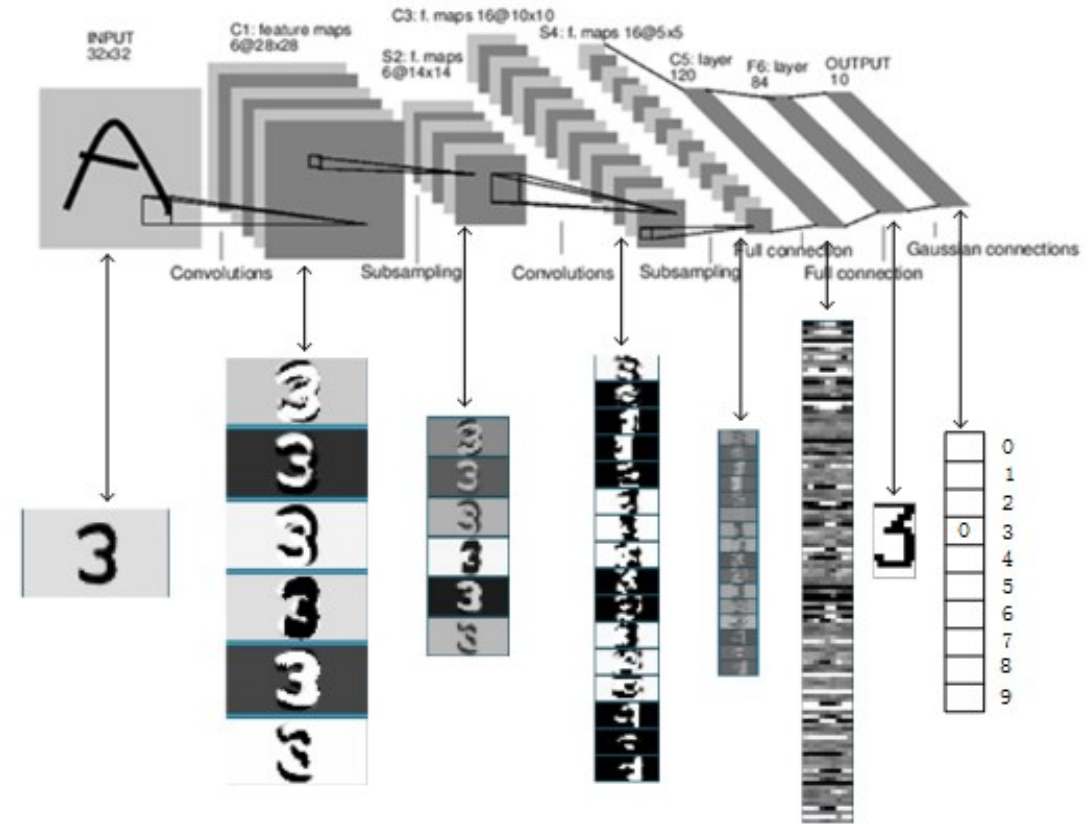 INPUT
32x32
C1: feature maps
6@28x28
S2: f. maps
6@14x14
C3: f. maps 16@10x10
S4: f. maps 16@5x5
C5: layer
120
F6: layer
84
OUTPUT
10
Convolutions
Subsampling
Convolutions
Subsampling
Full connection
Full connection
Gaussian connections
A
3
0
0
1
2
3
4
5
6
7
8
9